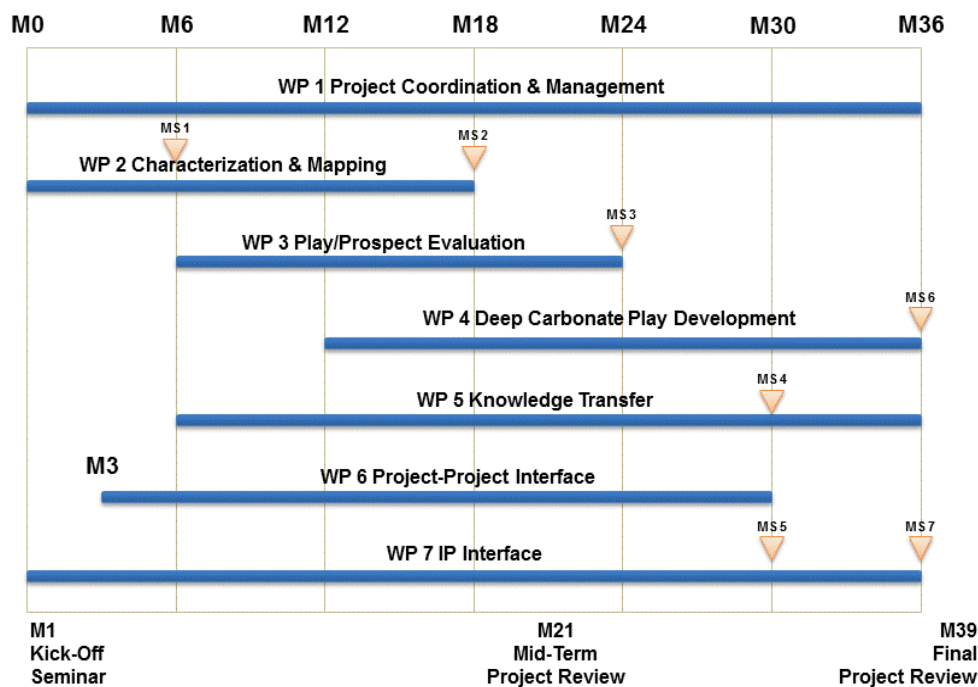 M0 M6 M12 M18 M24 M30 M36
WP 1 Project Coordination & Management
MS1 MS2
WP 2 Characterization & Mapping
MS3
WP 3 Play/Prospect Evaluation
MS6
WP 4 Deep Carbonate Play Development
MS4
WP 5 Knowledge Transfer
M3
WP 6 Project-Project Interface
MS5 MS7
WP 7 IP Interface
M1 M21 M39
Kick-Off Mid-Term Final
Seminar Project Review Project Review